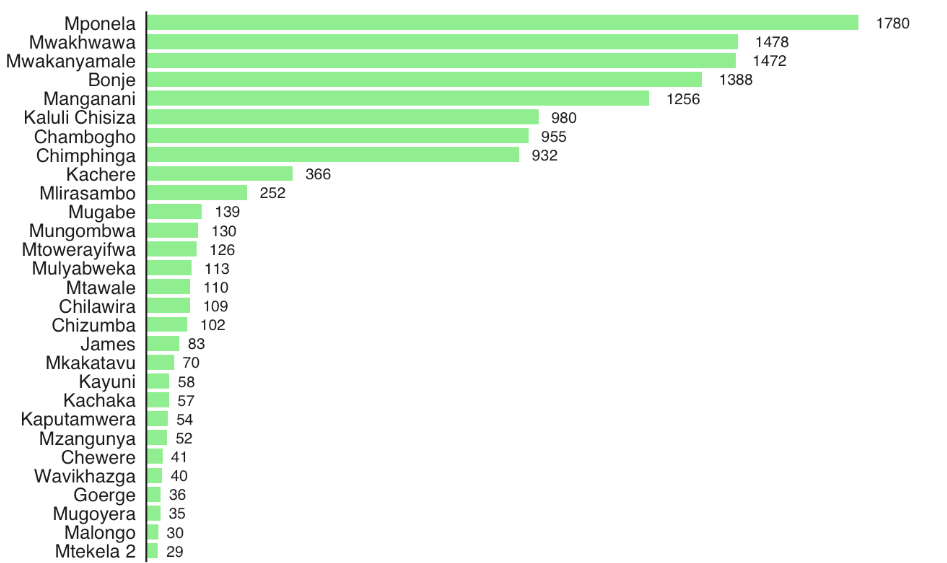 Mponela 1780
Mwakhwawa 1478
Mwakanyamale 1472
Bonje 1388
Manganani 1256
Kaluli Chisiza 980
Chambogho 955
Chimphinga 932
Kachere 366
Mlirasambo 252
Mugabe 139
Mungombwa 130
Mtowerayifwa 126
Mulyabweka 113
Mtawale 110
Chilawira 109
Chizumba 102
James 83
Mkakatavu 70
Kayuni 58
Kachaka 57
Kaputamwera 54
Mzangunya 52
Chewere 41
Wavikhazga 40
Goerge 36
Mugoyera 35
Malongo 30
Mtekela 2 29